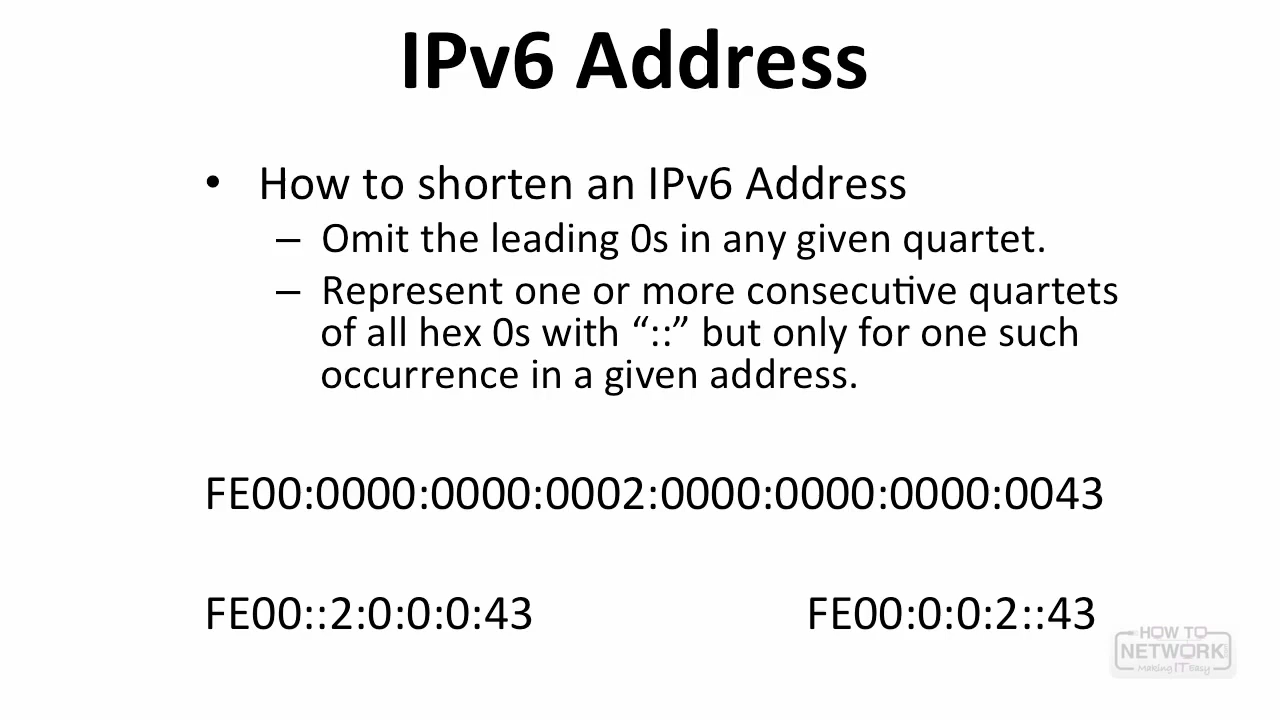 IPv6 Address
• How to shorten an IPv6 Address
– Omit the leading 0s in any given quartet.
– Represent one or more consecutive quartets
of all hex 0s with “::” but only for one such
occurrence in a given address.
FE00:0000:0000:0002:0000:0000:0000:0043
FE00::2:0:0:0:43
FE00:0:0:2::43
HOW TO
NETWORK
Making IT Easy